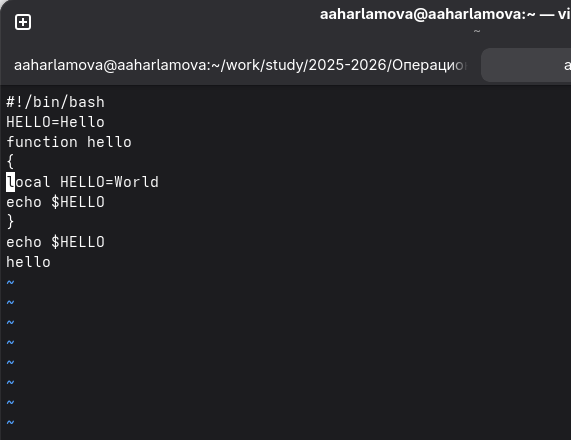 aaharlamova@aaharlamova:~ — vi
~
aaharlamova@aaharlamova:~/work/study/2025-2026/Операцио
a
#!/bin/bash
HELLO=Hello
function hello
{
local HELLO=World
echo $HELLO
}
echo $HELLO
hello
~
~
~
~
~
~
~
~